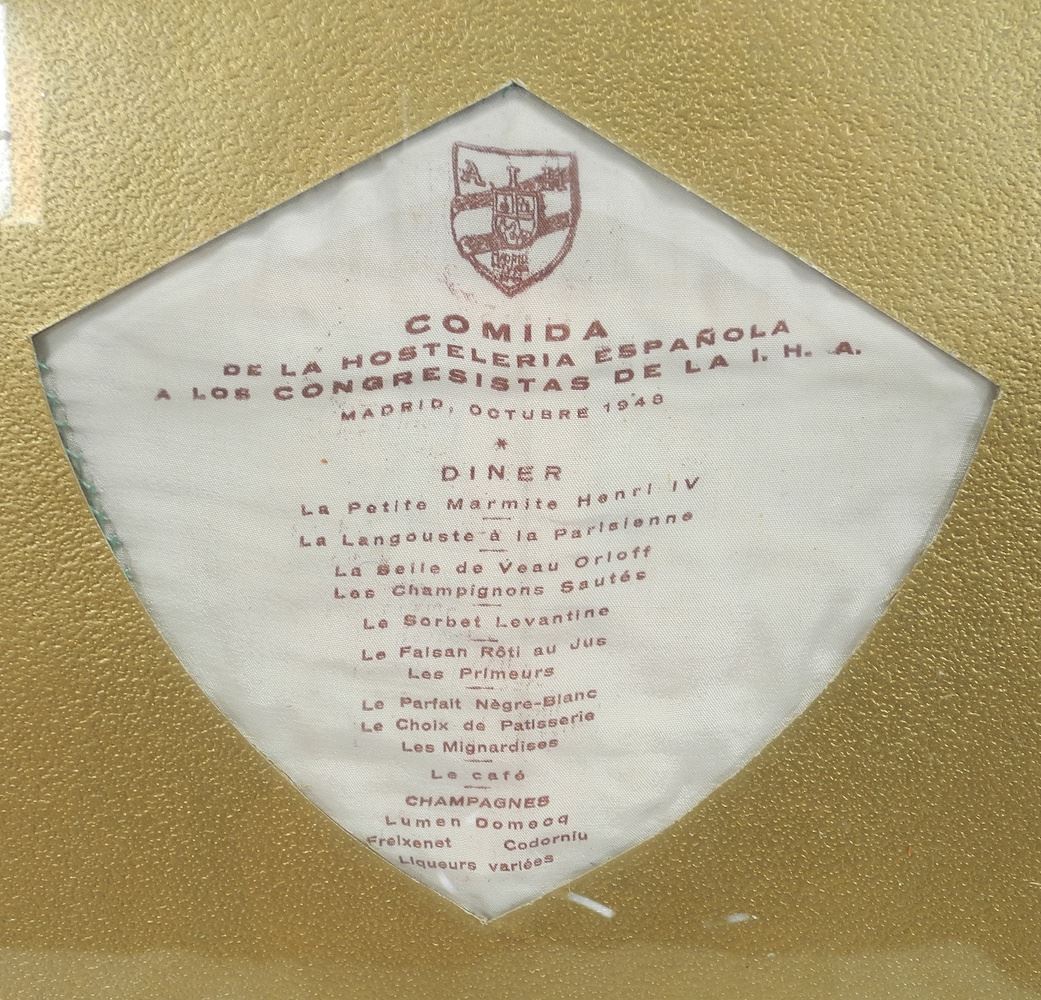 A I H
COMIDA
DE LA HOSTELERIA ESPAÑOLA
A LOS CONGRESISTAS DE LA I. H. A.
MADRID, OCTUBRE 1948
*
DINER
La Petite Marmite Henri IV
La Langouste à la Parisienne
La Selle de Veau Orloff
Les Champignons Sautés
Le Sorbet Levantine
Le Faisan Rôti au Jus
Les Primeurs
Le Parfait Nègre-Blanc
Le Choix de Patisserie
Les Mignardises
Le café
CHAMPAGNES
Lumen Domecq
Freixenet Codorniu
Liqueurs variées